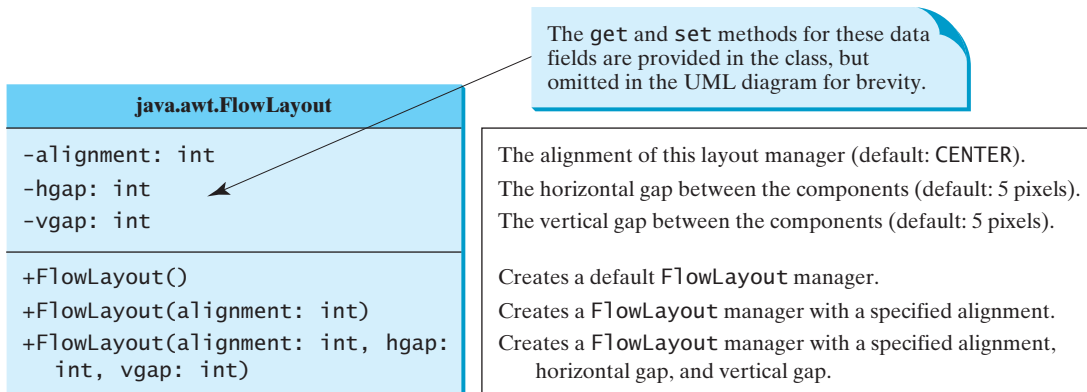 The get and set methods for these data
fields are provided in the class, but
omitted in the UML diagram for brevity.
java.awt.FlowLayout
-alignment: int
The alignment of this layout manager (default: CENTER).
-hgap: int
The horizontal gap between the components (default: 5 pixels).
-vgap: int
The vertical gap between the components (default: 5 pixels).
+FlowLayout()
Creates a default FlowLayout manager.
+FlowLayout(alignment: int)
Creates a FlowLayout manager with a specified alignment.
+FlowLayout(alignment: int, hgap:
int, vgap: int)
Creates a FlowLayout manager with a specified alignment,
horizontal gap, and vertical gap.